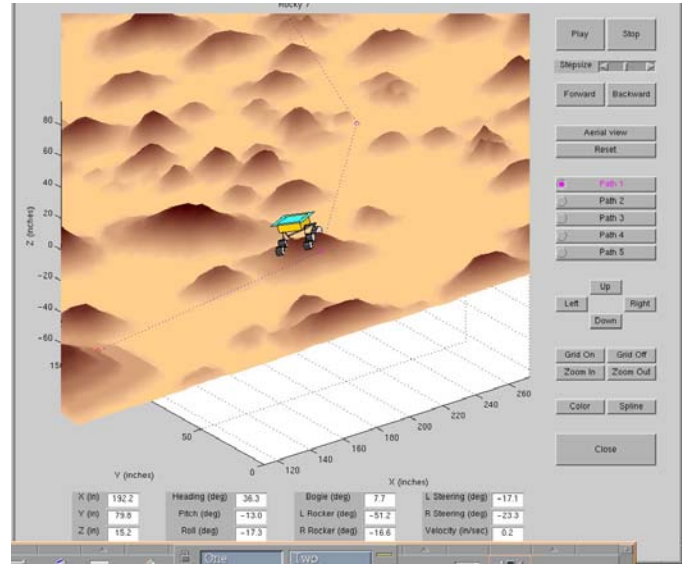 Rocky 7
Play Stop
Stepsize
Forward Backward
Aerial view
Reset
Path 1
Path 2
Path 3
Path 4
Path 5
Up
Left Right
Down
Grid On Grid Off
Zoom In Zoom Out
Color Spline
Close
Z (inches)
80
60
40
20
0
-20
-40
-60
150
50
0
120 140 160 180 200 220 240 260
Y (inches)
X (inches)
X (in) 192.2 Heading (deg) 36.3 Bogie (deg) 7.7 L Steering (deg) -17.1
Y (in) 79.8 Pitch (deg) -13.0 L Rocker (deg) -51.2 R Steering (deg) -23.3
Z (in) 15.2 Roll (deg) -17.3 R Rocker (deg) -16.6 Velocity (in/sec) 0.2
One Two